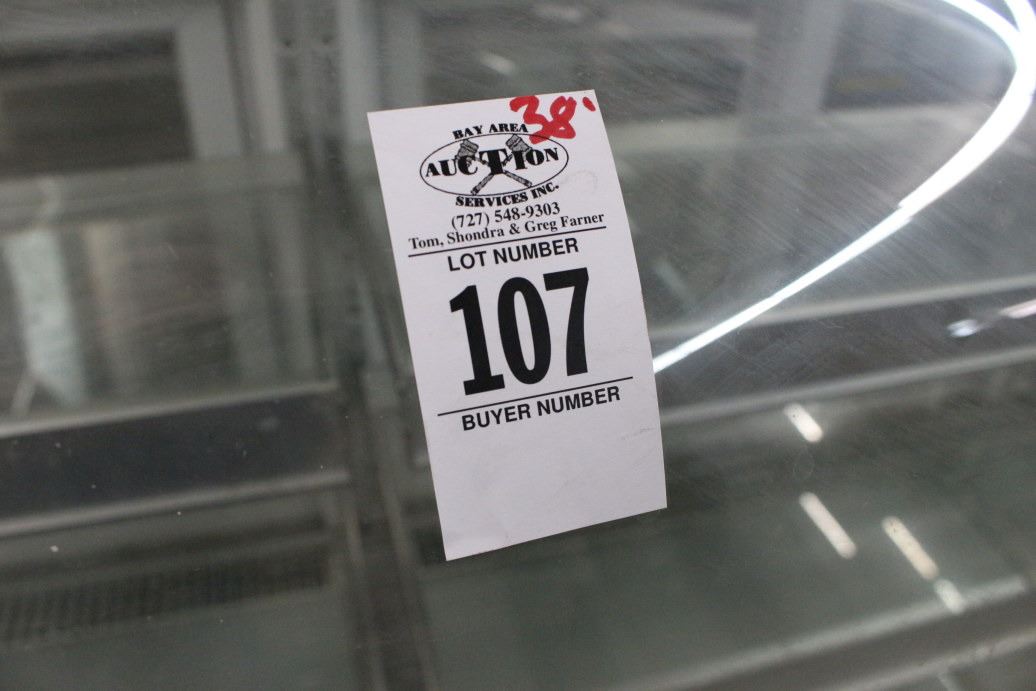 38'
BAY AREA
AUCTION
SERVICES INC.
(727) 548-9303
Tom, Shondra & Greg Farner
LOT NUMBER
107
BUYER NUMBER